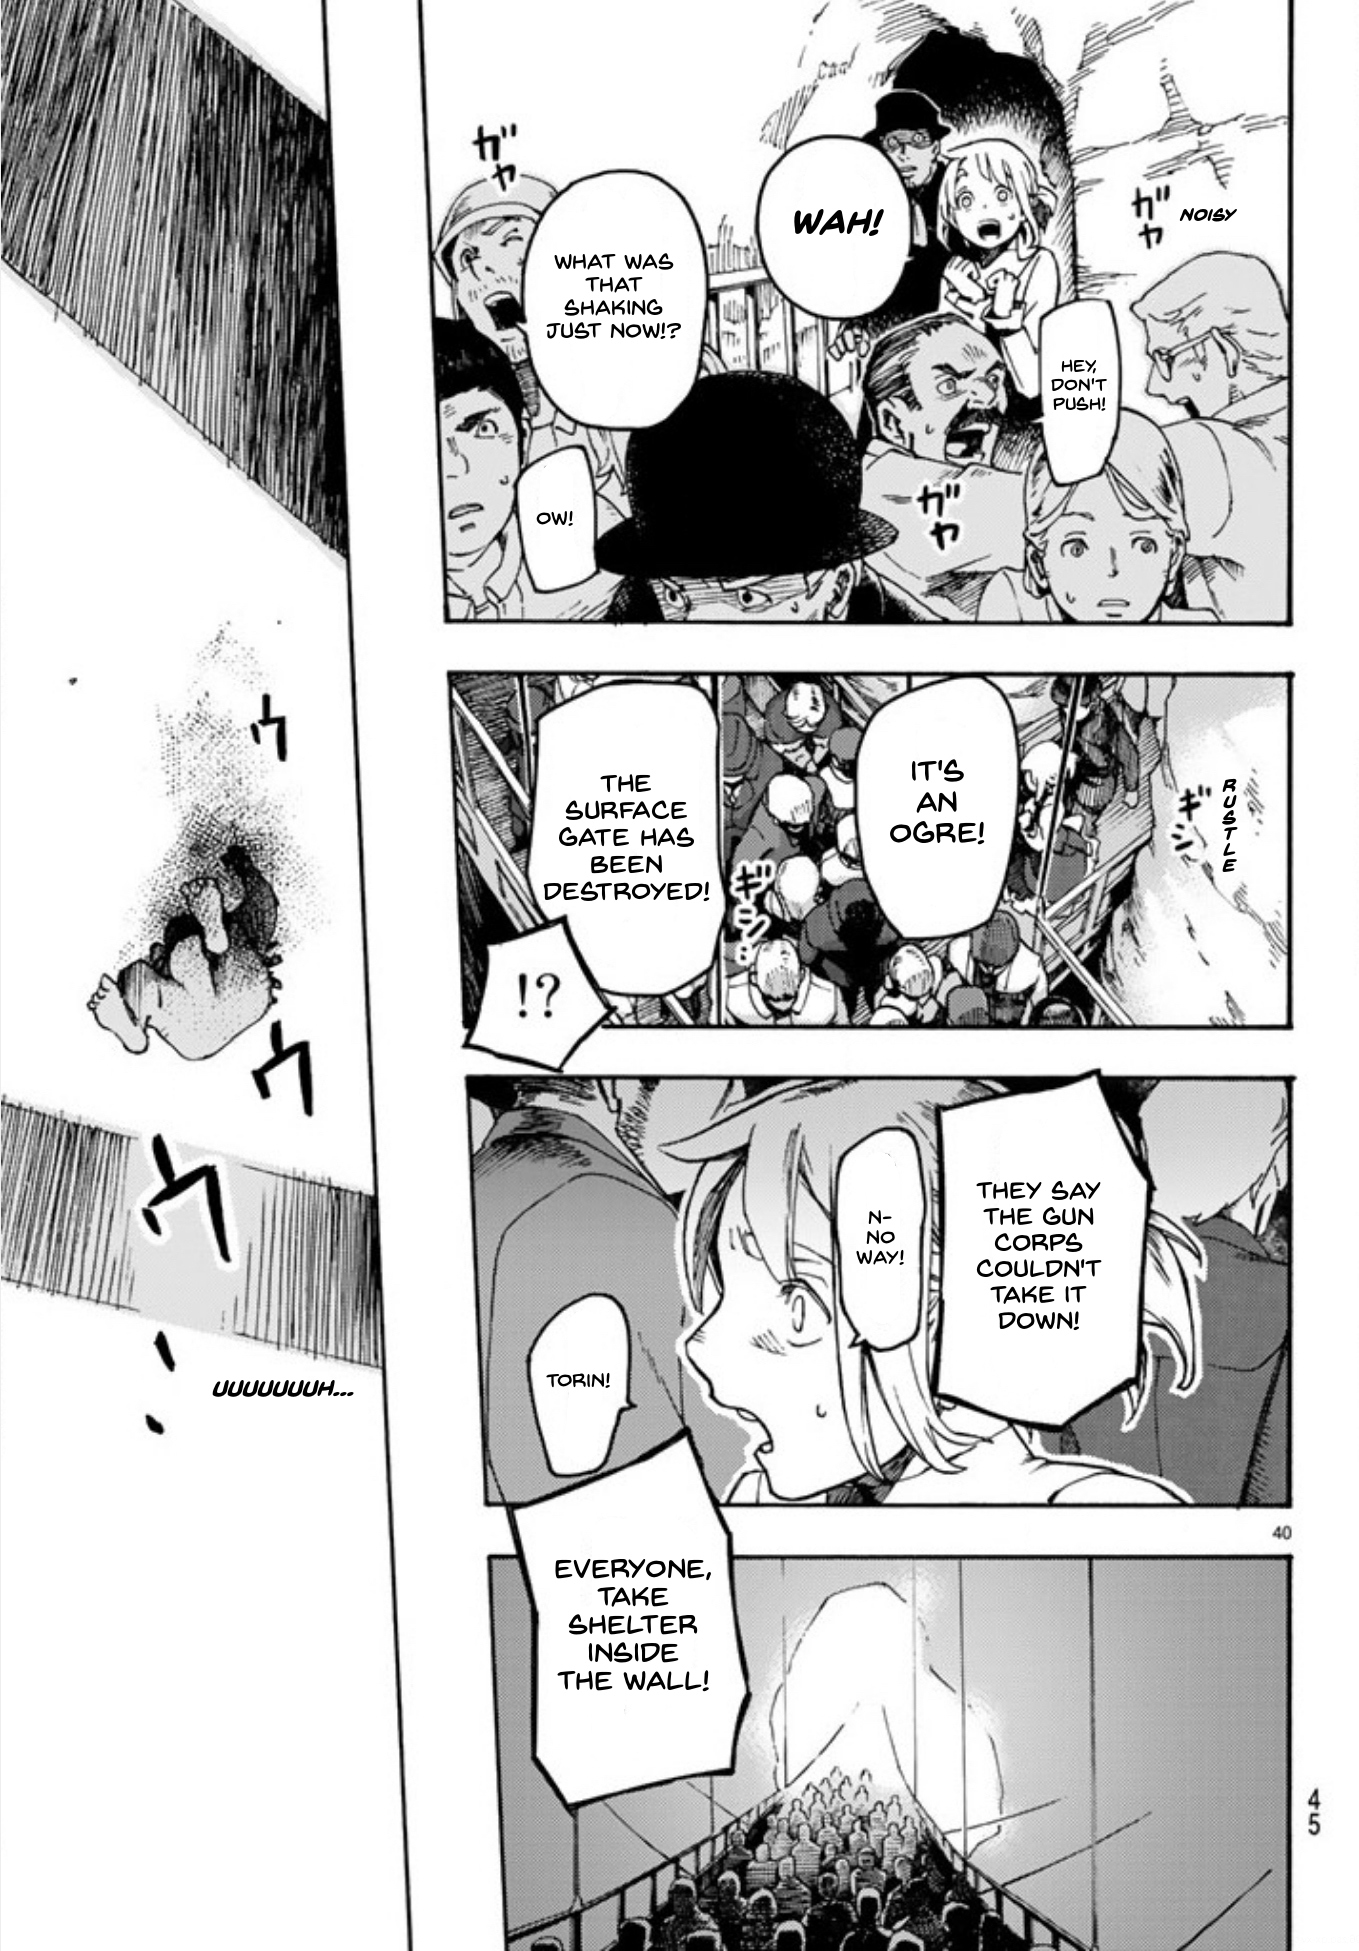 ガヤ
NOISY
WAH!
ガヤ
WHAT WAS
THAT
SHAKING
JUST NOW!?
HEY,
DON'T
PUSH!
ガヤ
OW!
RUSTLE
ギシ
IT'S
AN
OGRE!
ギシ…
THE
SURFACE
GATE HAS
BEEN
DESTROYED!
!?
THEY SAY
THE GUN
CORPS
COULDN'T
TAKE IT
DOWN!
N-
NO
WAY!
TORIN!
40
EVERYONE,
TAKE
SHELTER
INSIDE
THE WALL!
45
ウウウ…
UUUUUUUH...